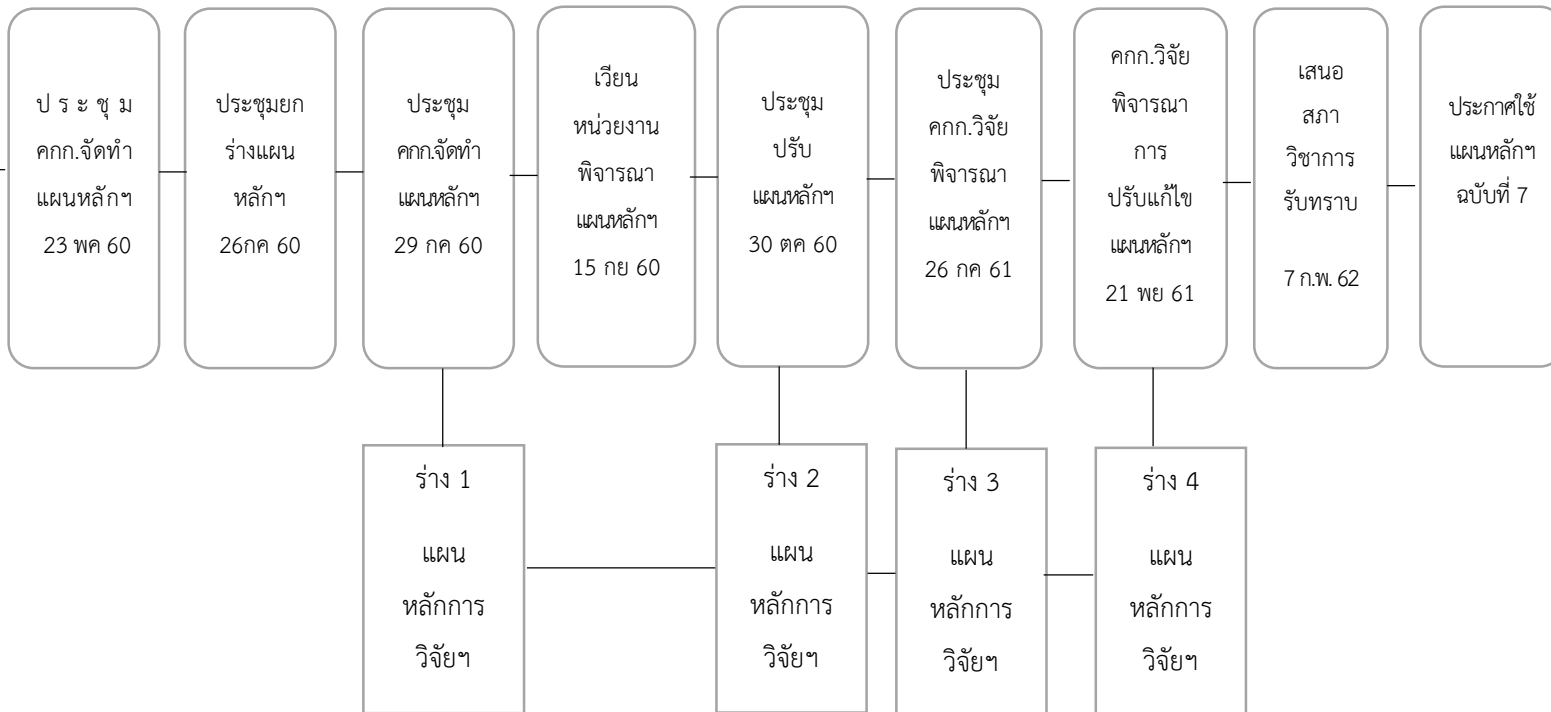 ป ร ะ ชุ ม
คกก.จัดทำ
แผนหลักฯ
23 พค 60
ประชุมยก
ร่างแผน
หลักฯ
26กค 60
ประชุม
คกก.จัดทำ
แผนหลักฯ
29 กค 60
เวียน
หน่วยงาน
พิจารณา
แผนหลักฯ
15 กย 60
ประชุม
ปรับ
แผนหลักฯ
30 ตค 60
ประชุม
คกก.วิจัย
พิจารณา
แผนหลักฯ
26 กค 61
คกก.วิจัย
พิจารณา
การ
ปรับแก้ไข
แผนหลักฯ
21 พย 61
เสนอ
สภา
วิชาการ
รับทราบ
7 ก.พ. 62
ประกาศใช้
แผนหลักฯ
ฉบับที่ 7
ร่าง 1
แผน
หลักการ
วิจัยฯ
ร่าง 2
แผน
หลักการ
วิจัยฯ
ร่าง 3
แผน
หลักการ
วิจัยฯ
ร่าง 4
แผน
หลักการ
วิจัยฯ